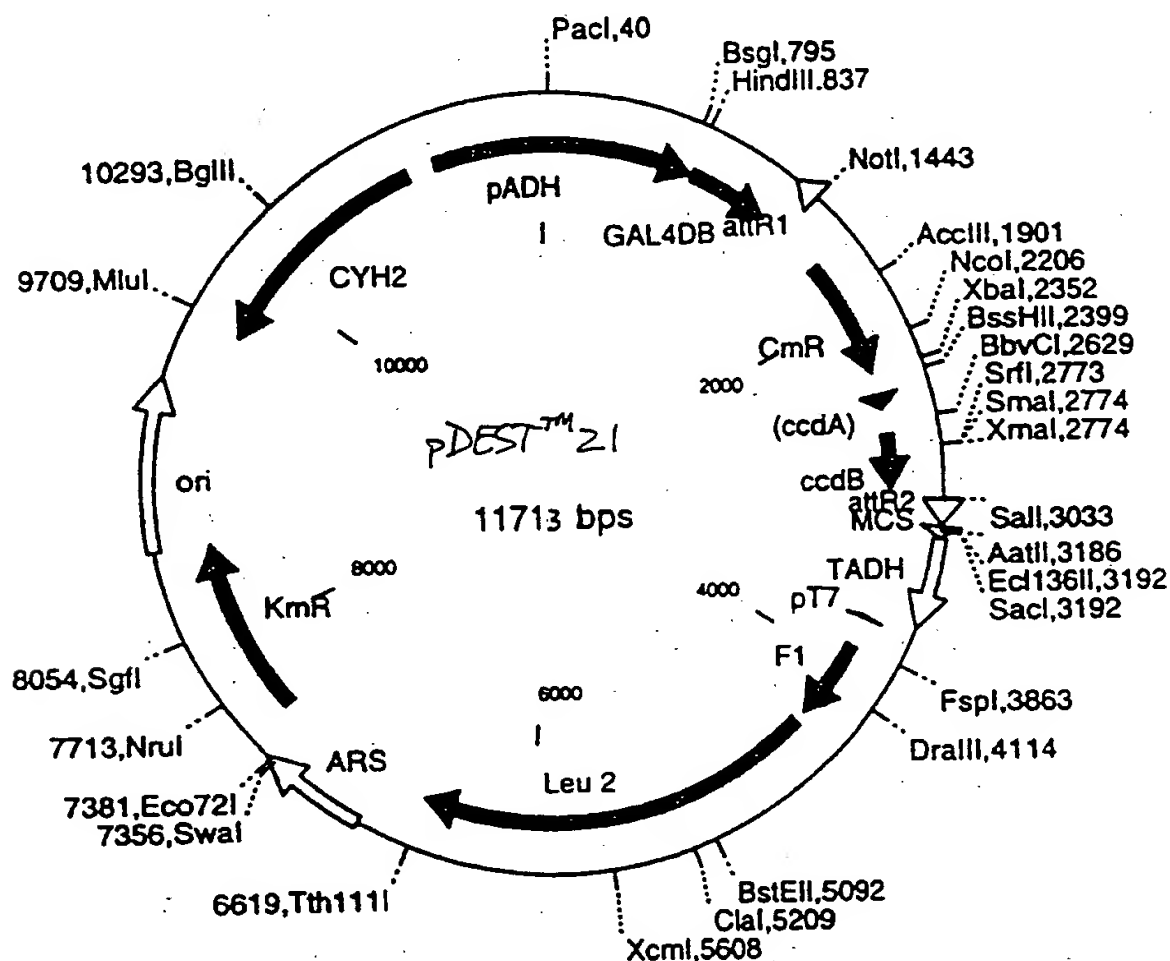 PacI,40
BsgI,795
HindIII.837
NotI,1443
10293,BglII
pADH
GAL4DB
attR1
AccIII,1901
NcoI,2206
XbaI,2352
BssHII,2399
BbvCI,2629
SrfI,2773
SmaI,2774
XmaI,2774
9709,MluI
CYH2
10000
CmR
2000
(ccdA)
pDEST™21
11713 bps
ori
ccdB
attR2
MCS
SalI,3033
AatII,3186
Ecl136II,3192
SacI,3192
TADH
8000
KmR
4000
pT7
F1
8054,SgfI
6000
FspI,3863
DraIII,4114
7713,NruI
ARS
Leu 2
7381,Eco72I
7356,SwaI
6619,Tth111I
BstEII,5092
ClaI,5209
XcmI,5608